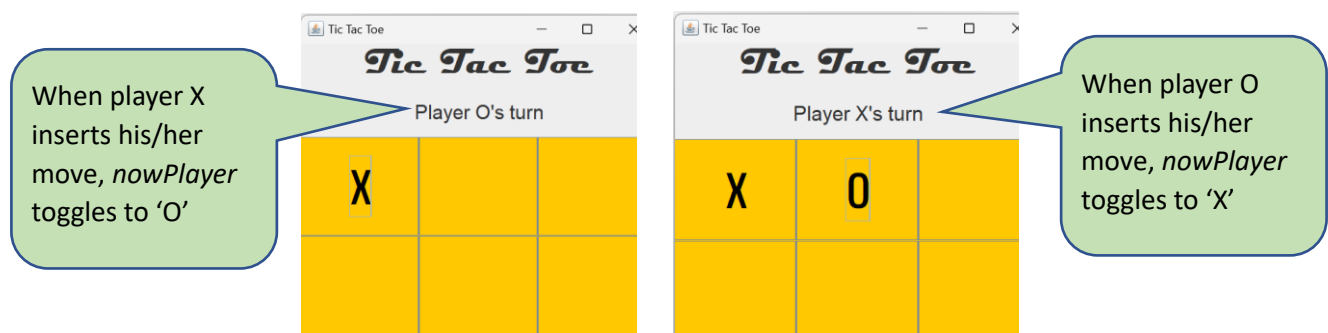 When player X
inserts his/her
move, nowPlayer
toggles to ‘O’
Tic Tac Toe
Tic Tac Toe
Player O's turn
X
Tic Tac Toe
Tic Tac Toe
Player X's turn
X O
When player O
inserts his/her
move, nowPlayer
toggles to ‘X’